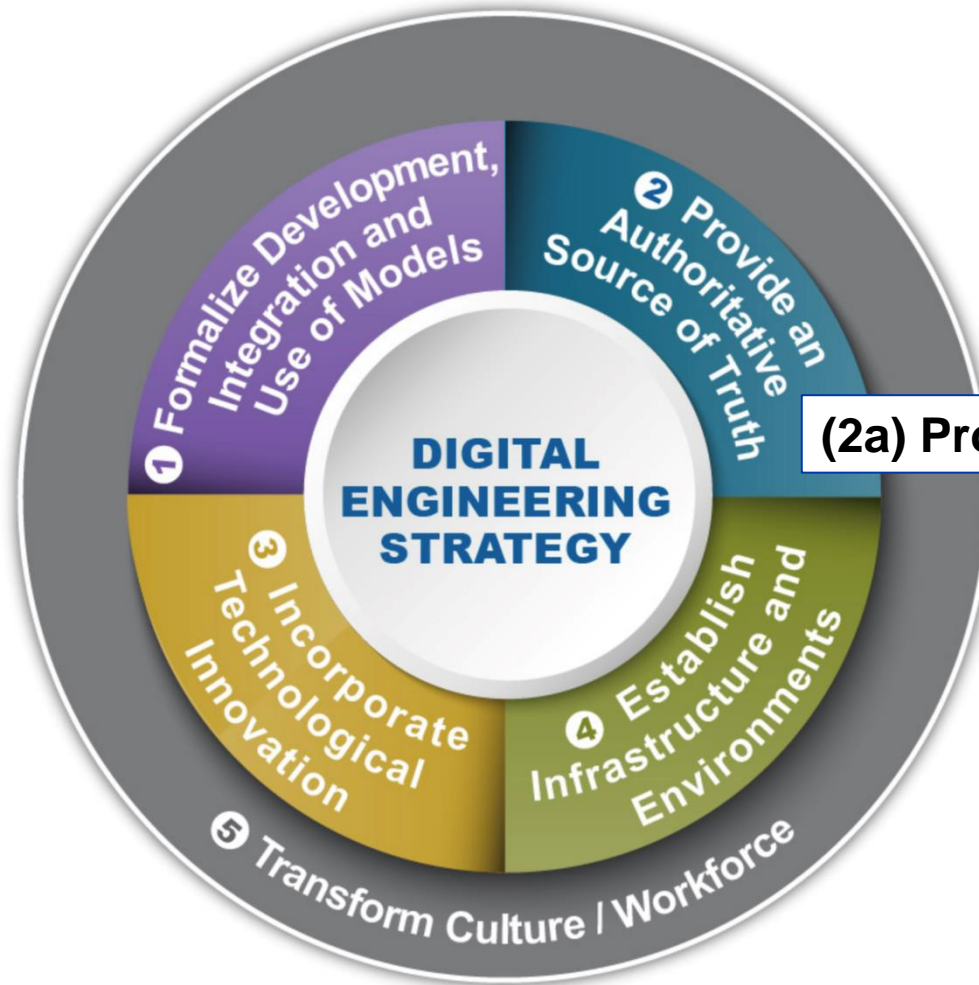 ❶ Formalize Development,
Integration and
Use of Models
❷ Provide an
Authoritative
Source of Truth
(2a)
DIGITAL
ENGINEERING
STRATEGY
❸ Incorporate
Technological
Innovation
❹ Establish
Infrastructure and
Environments
❺ Transform Culture / Workforce